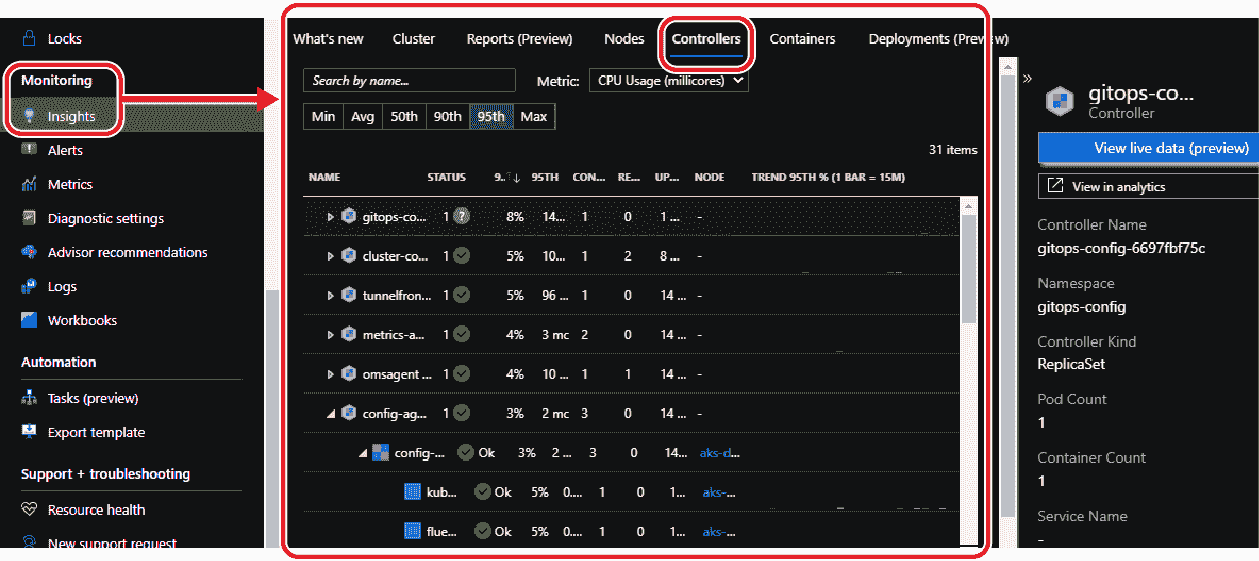 Locks
Monitoring
Insights
Alerts
Metrics
Diagnostic settings
Advisor recommendations
Logs
Workbooks
Automation
Tasks (preview)
Export template
Support + troubleshooting
Resource health
New support request
What's new Cluster Reports (Preview) Nodes Controllers Containers Deployments (Preview)
Search by name... Metric: CPU Usage (millicores)
Min Avg 50th 90th 95th Max
31 items
NAME STATUS 9.. ↑↓ 95TH CON... RE... UP... NODE TREND 95TH % (1 BAR = 15M)
gitops-co... 1 ? 8% 14... 1 0 1 ... -
cluster-co... 1 5% 10... 1 2 8 ... -
tunnelfron... 1 5% 96 ... 1 0 14 ... -
metrics-a... 1 4% 3 mc 2 0 14 ... -
omsagent ... 1 4% 10 ... 1 1 14 ... -
config-ag... 1 3% 2 mc 3 0 14 ... -
config-... Ok 3% 2 ... 3 0 14... aks-d...
kub... Ok 5% 0.... 1 0 1... aks-...
flue... Ok 5% 0.... 1 0 1... aks-...
gitops-co...
Controller
View live data (preview)
View in analytics
Controller Name
gitops-config-6697fbf75c
Namespace
gitops-config
Controller Kind
ReplicaSet
Pod Count
1
Container Count
1
Service Name
-